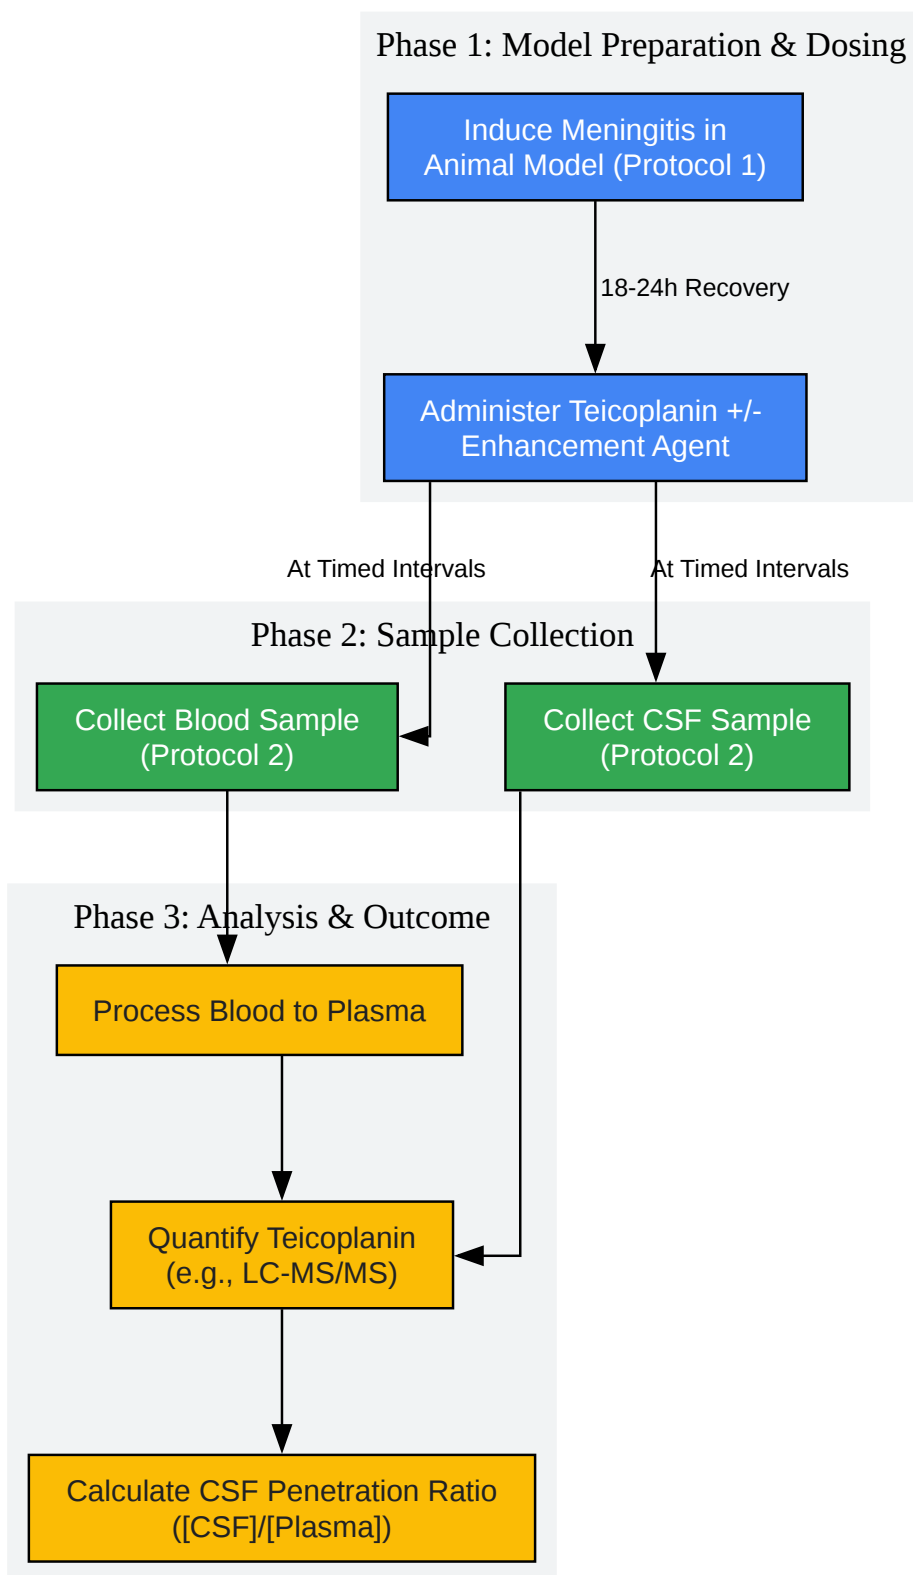 Phase 1: Model Preparation & Dosing
Induce Meningitis in
Animal Model (Protocol 1)
18-24h Recovery
Administer Teicoplanin +/-
Enhancement Agent
At Timed Intervals
At Timed Intervals
Phase 2: Sample Collection
Collect Blood Sample
(Protocol 2)
Collect CSF Sample
(Protocol 2)
Phase 3: Analysis & Outcome
Process Blood to Plasma
Quantify Teicoplanin
(e.g., LC-MS/MS)
Calculate CSF Penetration Ratio
([CSF]/[Plasma])